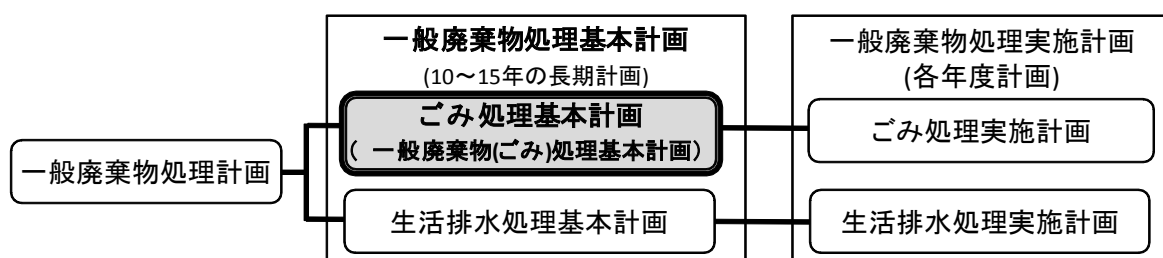 一般廃棄物処理計画
一般廃棄物処理基本計画
(10～15年の長期計画)
ごみ処理基本計画
（ 一般廃棄物(ごみ)処理基本計画）
生活排水処理基本計画
一般廃棄物処理実施計画
(各年度計画)
ごみ処理実施計画
生活排水処理実施計画